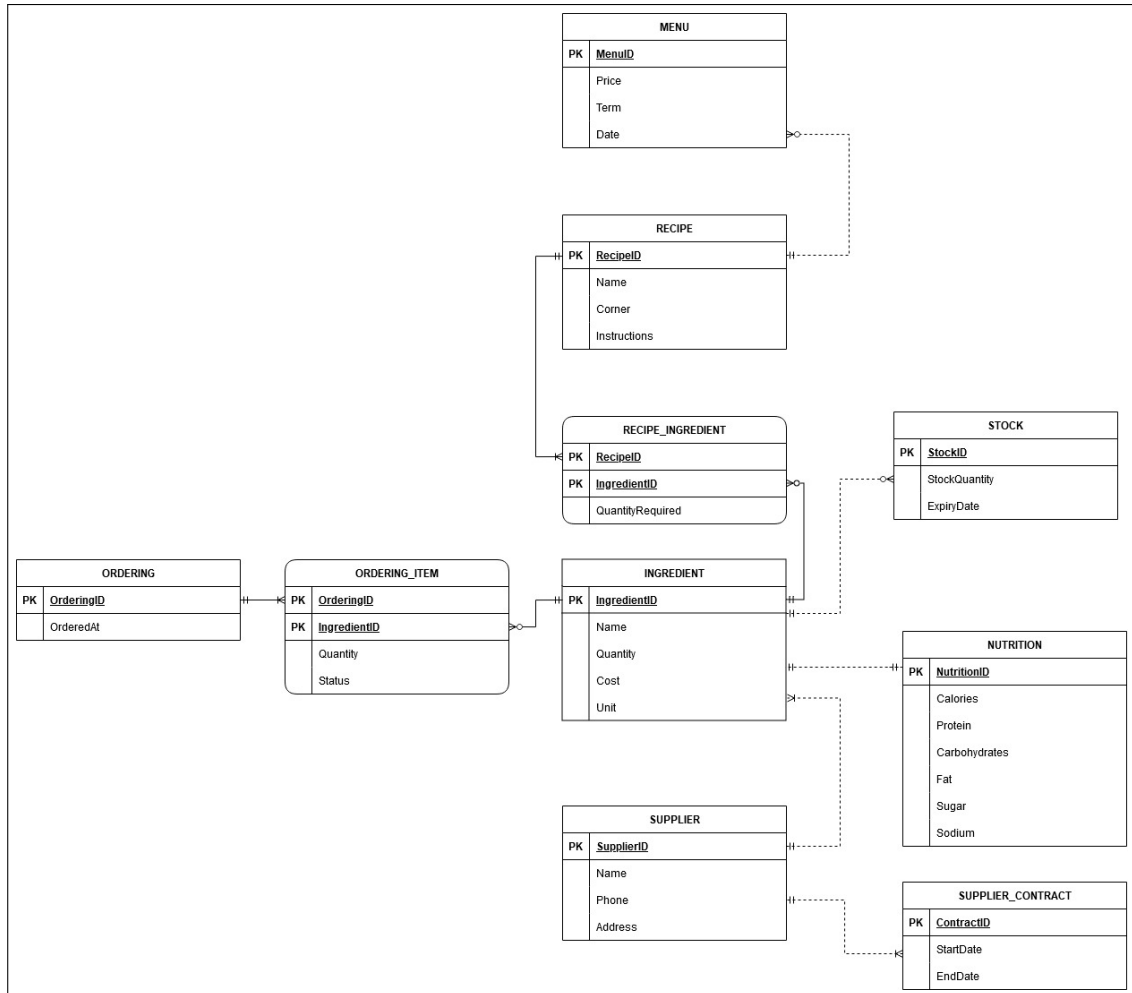 MENU
PK MenuID
Price
Term
Date
RECIPE
PK RecipeID
Name
Corner
Instructions
RECIPE_INGREDIENT
PK RecipeID
PK IngredientID
QuantityRequired
STOCK
PK StockID
StockQuantity
ExpiryDate
ORDERING
PK OrderingID
OrderedAt
ORDERING_ITEM
PK OrderingID
PK IngredientID
Quantity
Status
INGREDIENT
PK IngredientID
Name
Quantity
Cost
Unit
NUTRITION
PK NutritionID
Calories
Protein
Carbohydrates
Fat
Sugar
Sodium
SUPPLIER
PK SupplierID
Name
Phone
Address
SUPPLIER_CONTRACT
PK ContractID
StartDate
EndDate